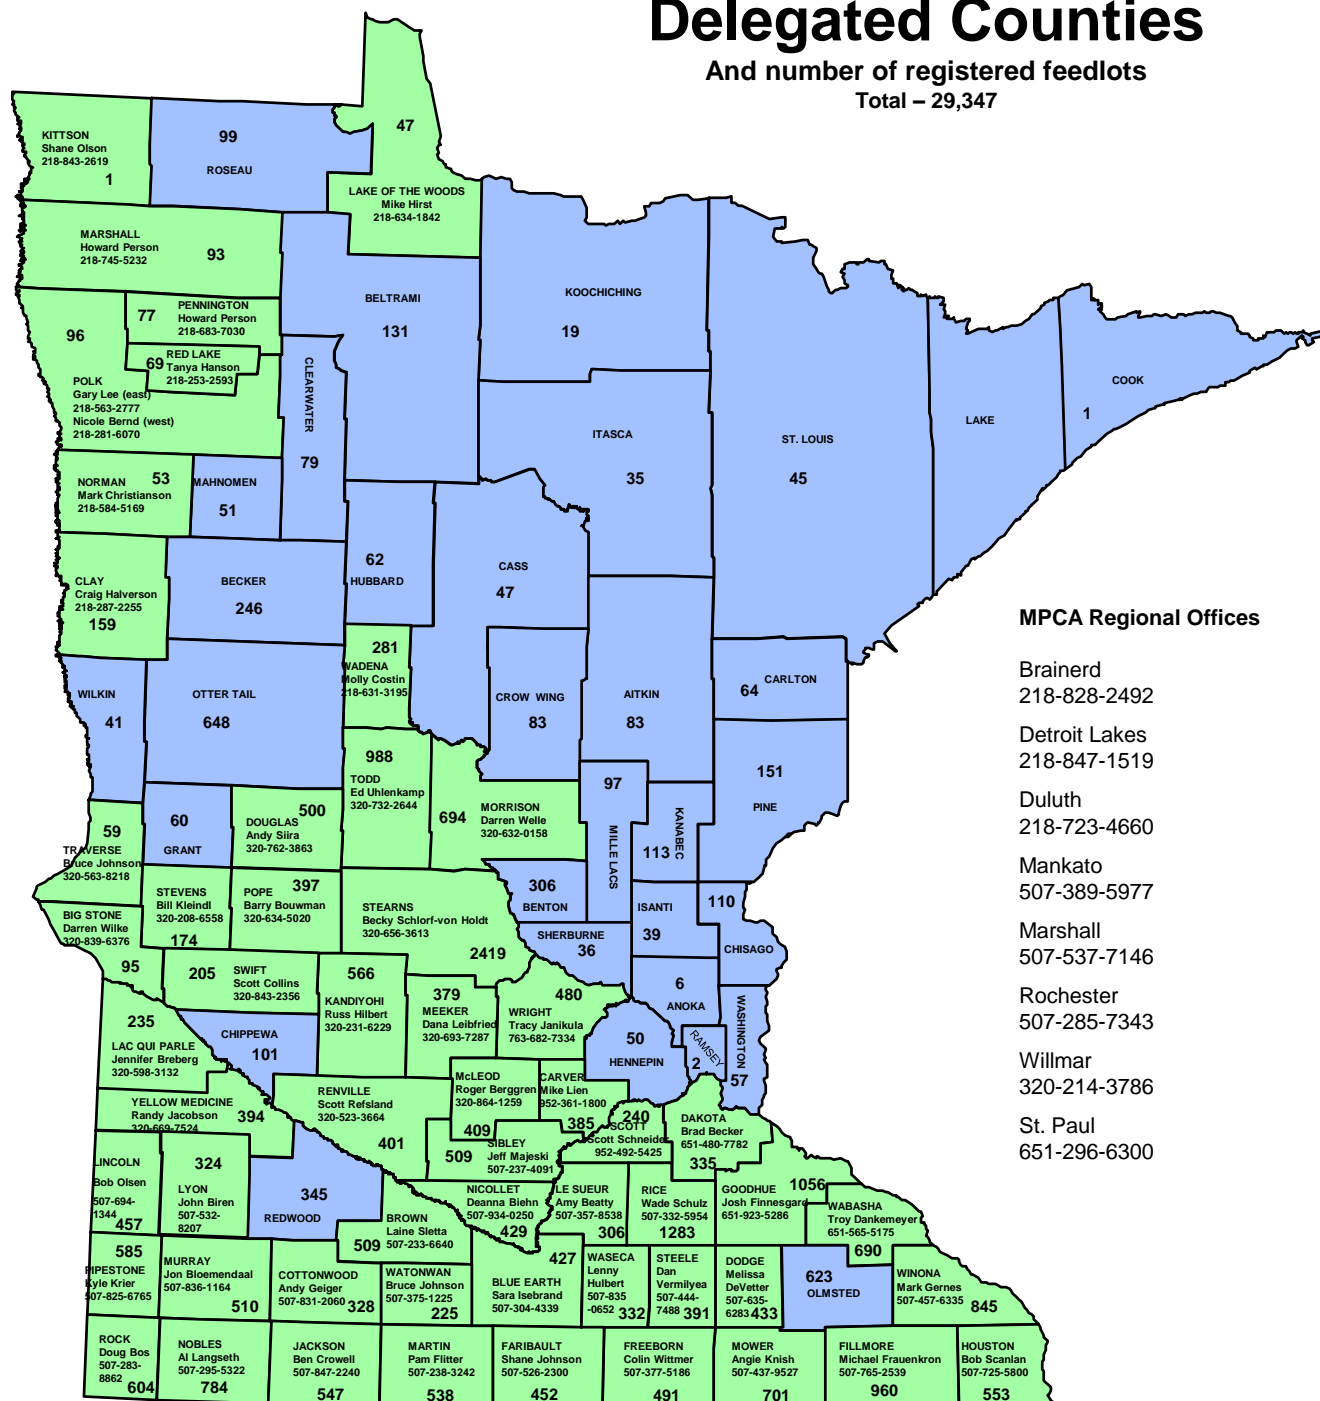 Delegated Counties
And number of registered feedlots
Total – 29,347
KITTSON
Shane Olson
218-843-2619
1
99
ROSEAU
47
LAKE OF THE WOODS
Mike Hirst
218-634-1842
MARSHALL
Howard Person
218-745-5232
93
BELTRAMI
131
KOOCHICHING
19
77
PENNINGTON
Howard Person
218-683-7030
96
69
RED LAKE
Tanya Hanson
218-253-2593
POLK
Gary Lee (east)
218-563-2777
Nicole Bernd (west)
218-281-6070
CLEARWATER
79
ITASCA
35
ST. LOUIS
45
LAKE
COOK
1
NORMAN
53
Mark Christianson
218-584-5169
MAHNOMEN
51
CLAY
Craig Halverson
218-287-2255
159
BECKER
246
62
HUBBARD
CASS
47
281
WADENA
Molly Costin
218-631-3195
WILKIN
41
OTTER TAIL
648
CROW WING
83
AITKIN
83
64
CARLTON
151
PINE
988
TODD
Ed Uhlenkamp
320-732-2644
694
MORRISON
Darren Welle
320-632-0158
97
MILLE LACS
KANABEC
113
59
TRAVERSE
Bruce Johnson
320-563-8218
60
GRANT
500
DOUGLAS
Andy Siira
320-762-3863
STEVENS
Bill Kleindl
320-208-6558
174
397
POPE
Barry Bouwman
320-634-5020
STEARNS
Becky Schlorf-von Holdt
320-656-3613
2419
306
BENTON
ISANTI
39
110
CHISAGO
BIG STONE
Darren Wilke
320-839-6376
95
205
SWIFT
Scott Collins
320-843-2356
566
KANDIYOHI
Russ Hilbert
320-231-6229
379
MEEKER
Dana Leibfried
320-693-7287
480
WRIGHT
Tracy Janikula
763-682-7334
SHERBURNE
36
6
ANOKA
WASHINGTON
57
RAMSEY
2
50
HENNEPIN
235
LAC QUI PARLE
Jennifer Breberg
320-598-3132
CHIPPEWA
101
YELLOW MEDICINE
Randy Jacobson
320-669-7524
394
RENVILLE
Scott Refsland
320-523-3664
401
McLEOD
Roger Berggren
320-864-1259
409
CARVER
Mike Lien
952-361-1800
385
240
SCOTT
Scott Schneider
952-492-5425
DAKOTA
Brad Becker
651-480-7782
335
LINCOLN
Bob Olsen
507-694-
1344
457
324
LYON
John Biren
507-532-
8207
345
REDWOOD
509
SIBLEY
Jeff Majeski
507-237-4091
NICOLLET
Deanna Biehn
507-934-0250
429
LE SUEUR
Amy Beatty
507-357-8538
306
RICE
Wade Schulz
507-332-5954
1283
GOODHUE
1056
Josh Finnesgard
651-923-5286
WABASHA
Troy Dankemeyer
651-565-5175
690
BROWN
Laine Sletta
507-233-6640
509
585
PIPESTONE
Kyle Krier
507-825-6765
MURRAY
Jon Bloemendaal
507-836-1164
510
COTTONWOOD
Andy Geiger
507-831-2060
328
WATONWAN
Bruce Johnson
507-375-1225
225
427
BLUE EARTH
Sara Isebrand
507-304-4339
WASECA
Lenny
Hulbert
507-835
-0652
332
STEELE
Dan
Vermilyea
507-444-
7488
391
DODGE
Melissa
DeVetter
507-635-
6283
433
623
OLMSTED
WINONA
Mark Gernes
507-457-6335
845
ROCK
Doug Bos
507-283-
8862
604
NOBLES
Al Langseth
507-295-5322
784
JACKSON
Ben Crowell
507-847-2240
547
MARTIN
Pam Flitter
507-238-3242
538
FARIBAULT
Shane Johnson
507-526-2300
452
FREEBORN
Colin Wittmer
507-377-5186
491
MOWER
Angie Knish
507-437-9527
701
FILLMORE
Michael Frauenkron
507-765-2539
960
HOUSTON
Bob Scanlan
507-725-5800
553
MPCA Regional Offices
Brainerd
218-828-2492
Detroit Lakes
218-847-1519
Duluth
218-723-4660
Mankato
507-389-5977
Marshall
507-537-7146
Rochester
507-285-7343
Willmar
320-214-3786
St. Paul
651-296-6300